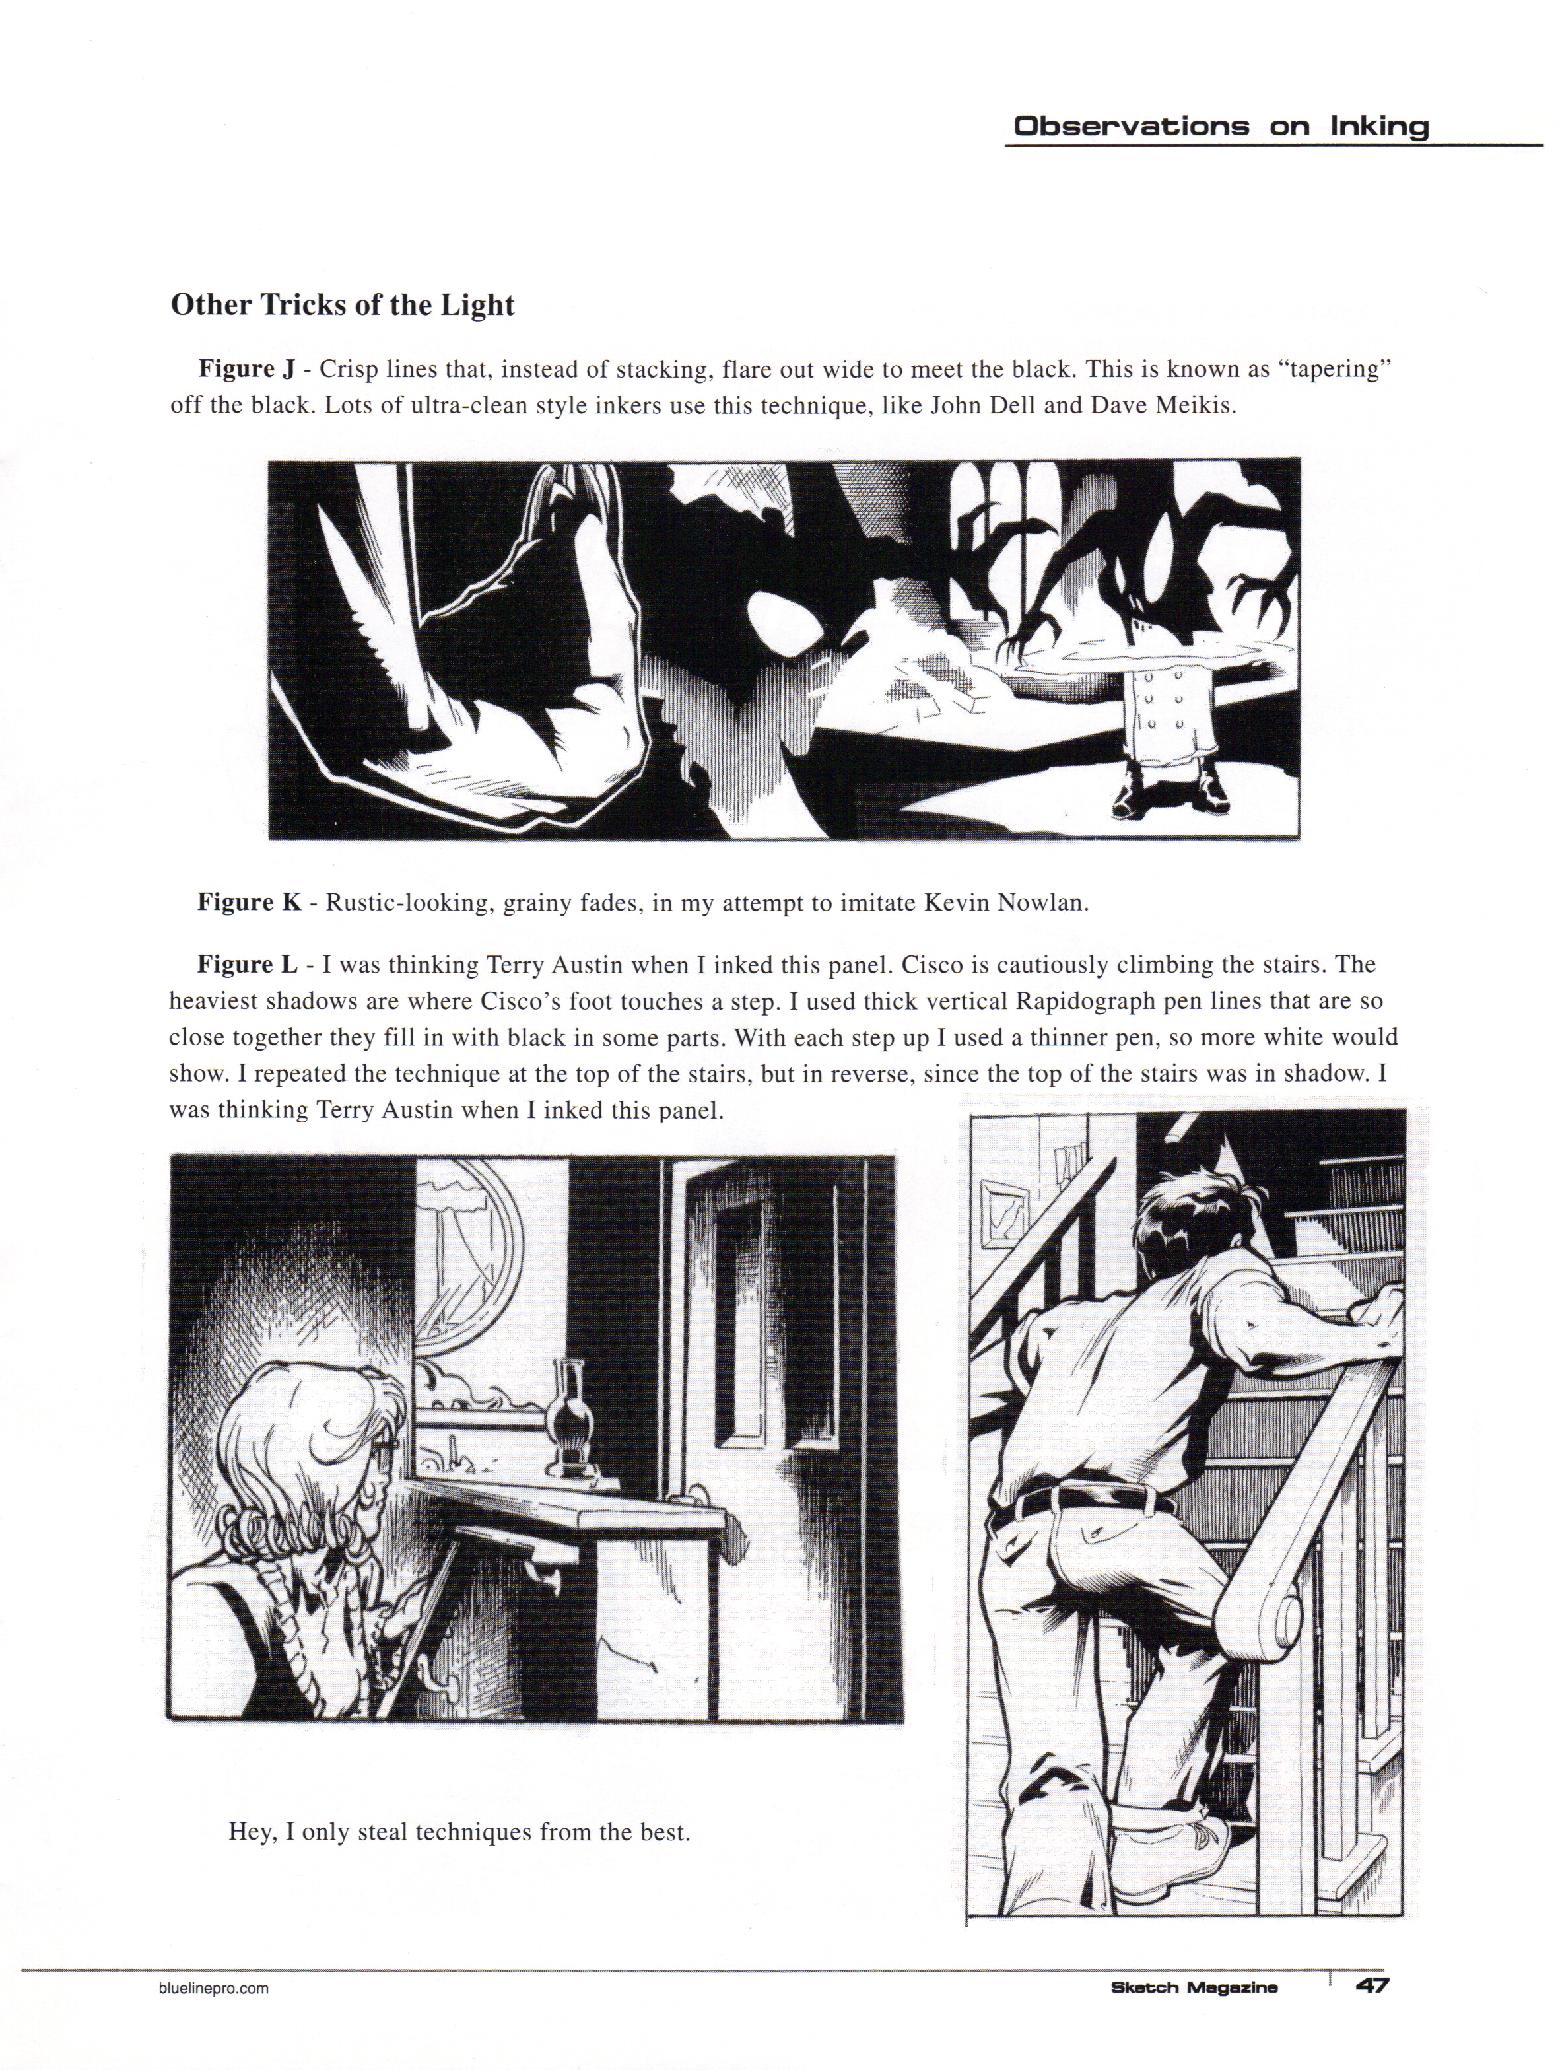 Observations on Inking
Other Tricks of the Light
Figure J - Crisp lines that, instead of stacking, flare out wide to meet the black. This is known as “tapering”
off the black. Lots of ultra-clean style inkers use this technique, like John Dell and Dave Meikis.
Figure K - Rustic-looking, grainy fades, in my attempt to imitate Kevin Nowlan.
Figure L - I was thinking Terry Austin when I inked this panel. Cisco is cautiously climbing the stairs. The
heaviest shadows are where Cisco’s foot touches a step. I used thick vertical Rapidograph pen lines that are so
close together they fill in with black in some parts. With each step up I used a thinner pen, so more white would
show. I repeated the technique at the top of the stairs, but in reverse, since the top of the stairs was in shadow. I
was thinking Terry Austin when I inked this panel.
Hey, I only steal techniques from the best.
bluelinepro.com
Sketch Magazine 47